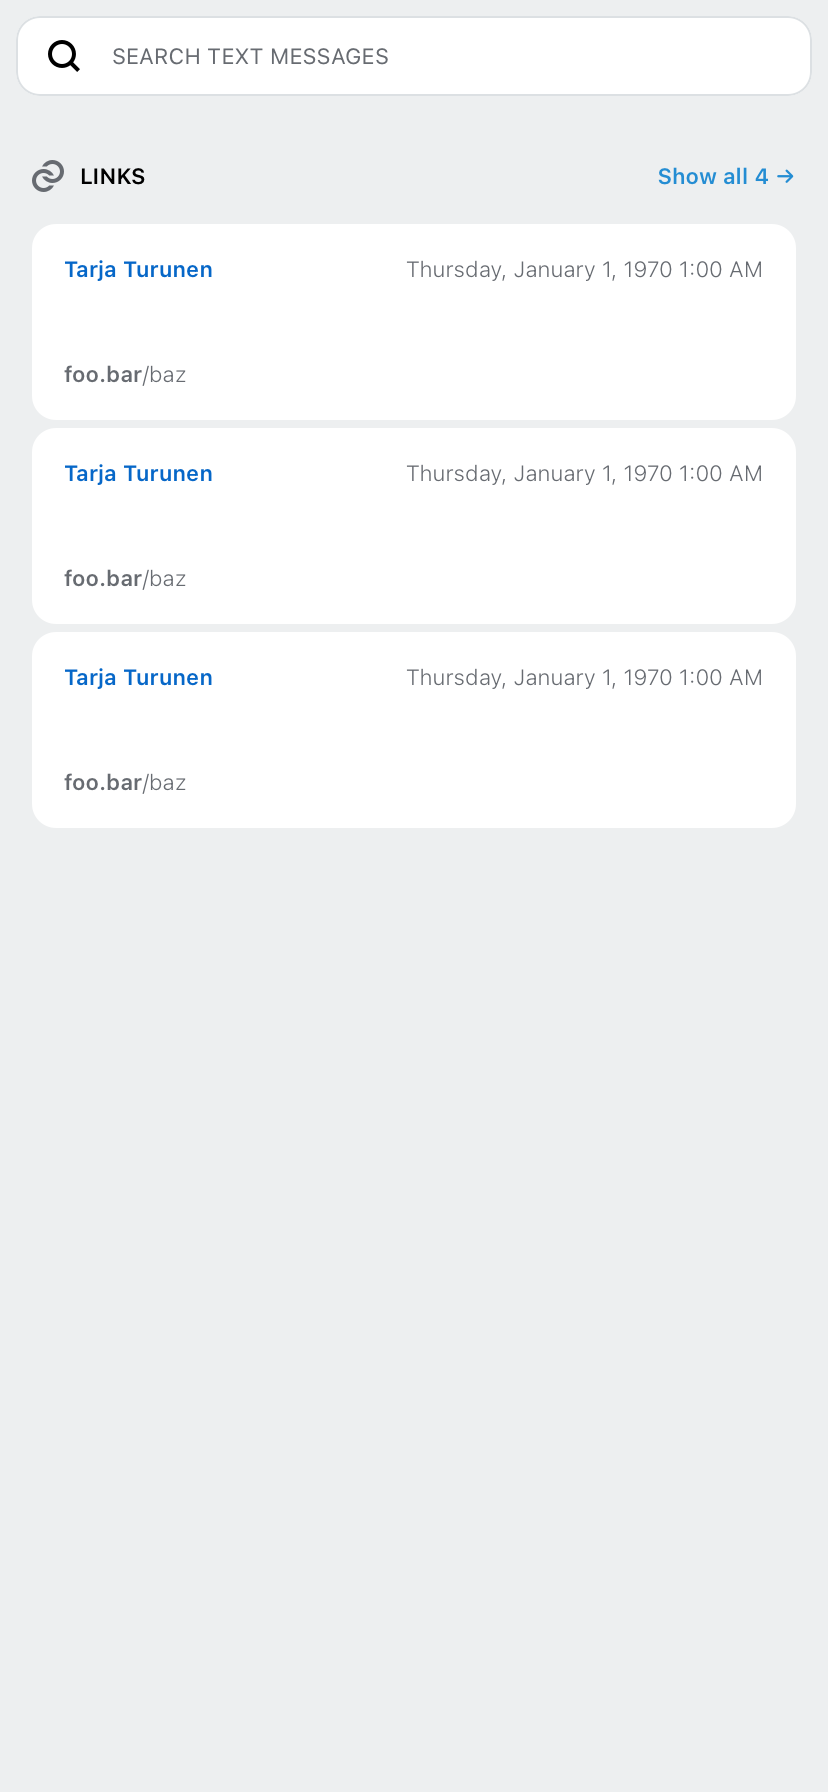 SEARCH TEXT MESSAGES
LINKS
Show all 4 →
Tarja Turunen
Thursday, January 1, 1970 1:00 AM
foo.bar/baz
Tarja Turunen
Thursday, January 1, 1970 1:00 AM
foo.bar/baz
Tarja Turunen
Thursday, January 1, 1970 1:00 AM
foo.bar/baz